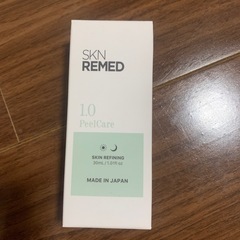 SKN
REMED
1.0
PeelCare
SKIN REFINING
30mL / 1.0 fl oz
MADE IN JAPAN